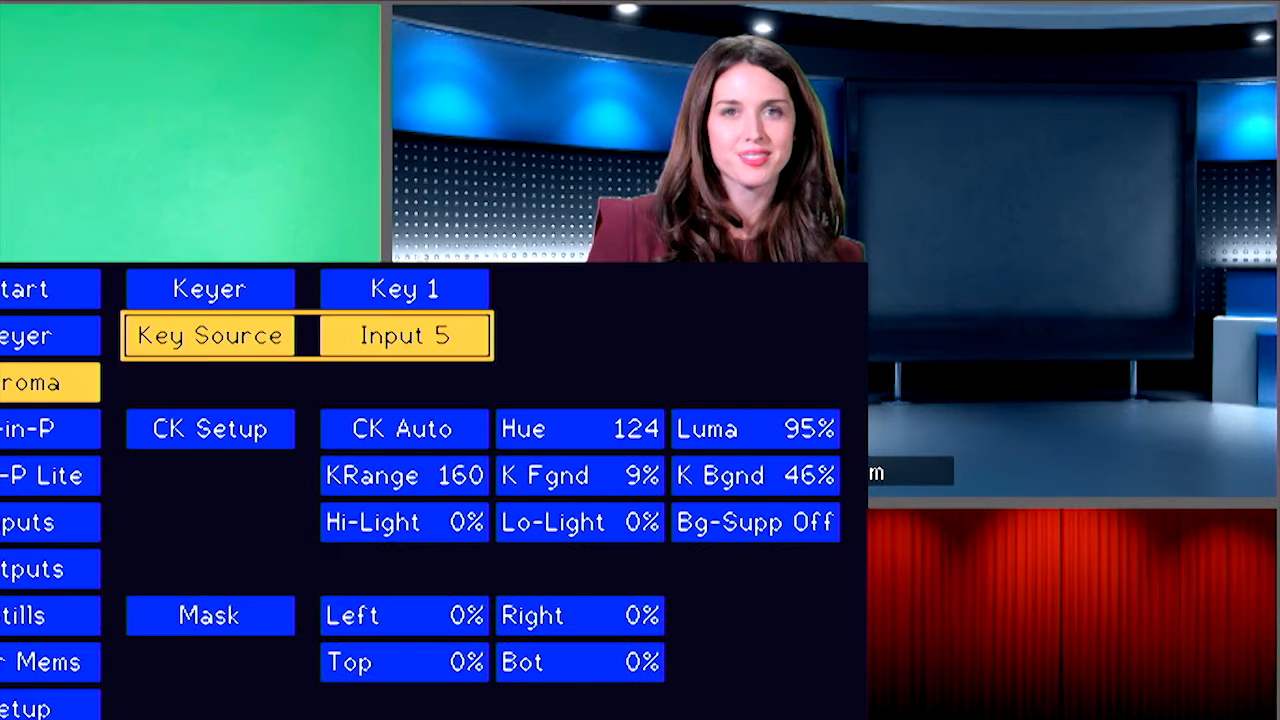 tart Keyer Key 1
eyer Key Source Input 5
roma
-in-P CK Setup CK Auto Hue 124 Luma 95%
-P Lite KRange 160 K Fgnd 9% K Bgnd 46%
m
puts Hi-Light 0% Lo-Light 0% Bg-Supp Off
tputs
tills Mask Left 0% Right 0%
r Mems Top 0% Bot 0%
etup